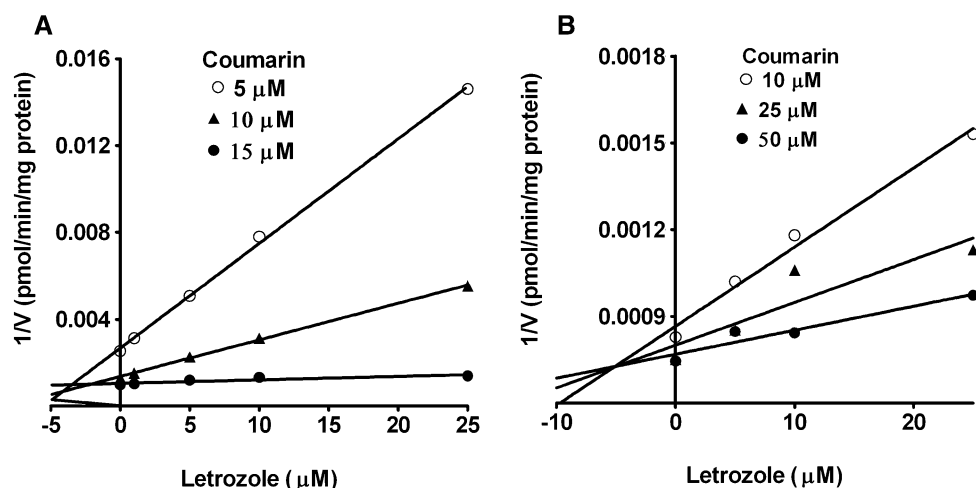 A
0.016
0.012
0.008
0.004
1/V (pmol/min/mg protein)
Coumarin
5 μM
10 μM
15 μM
-5 0 5 10 15 20 25
Letrozole (μM)
B
0.0018
0.0015
0.0012
0.0009
1/V (pmol/min/mg protein)
Coumarin
10 μM
25 μM
50 μM
-10 0 10 20
Letrozole (μM)